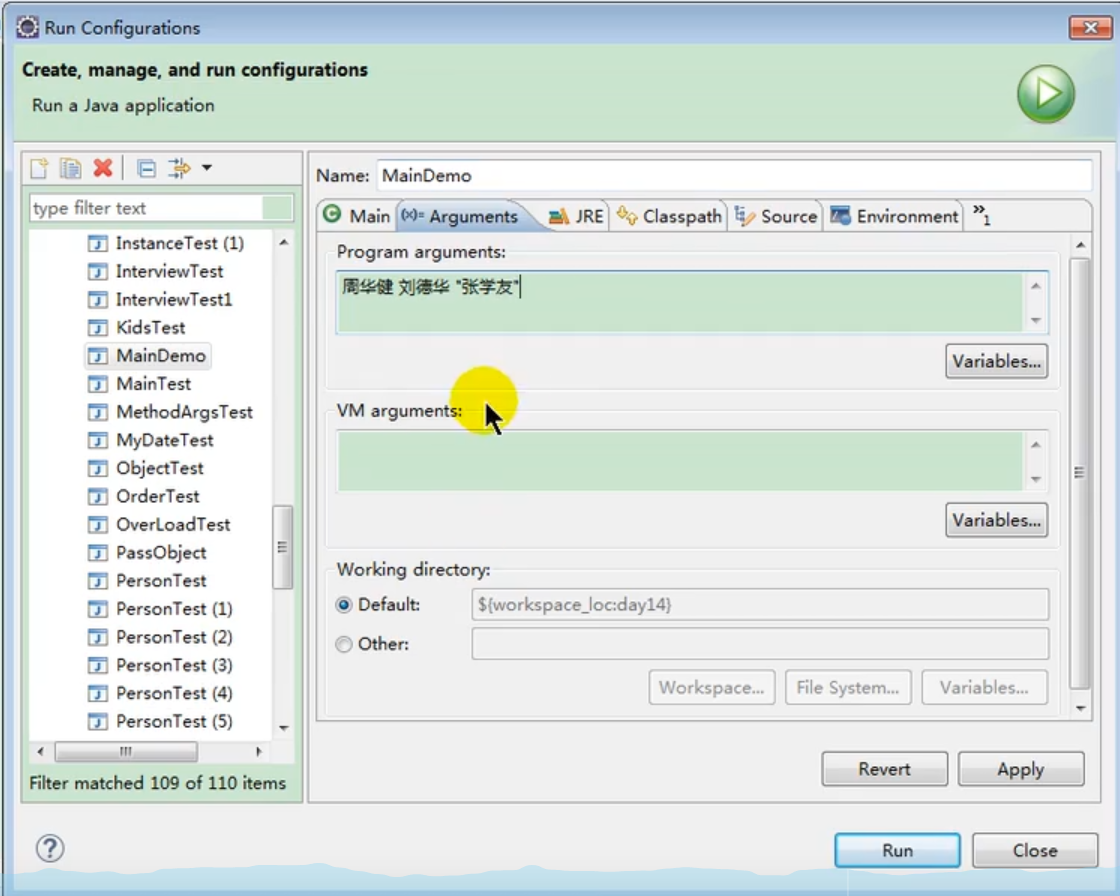 Run Configurations
Create, manage, and run configurations
Run a Java application
type filter text
InstanceTest (1)
InterviewTest
InterviewTest1
KidsTest
MainDemo
MainTest
MethodArgsTest
MyDateTest
ObjectTest
OrderTest
OverLoadTest
PassObject
PersonTest
PersonTest (1)
PersonTest (2)
PersonTest (3)
PersonTest (4)
PersonTest (5)
Filter matched 109 of 110 items
Name: MainDemo
Main (x)= Arguments JRE Classpath Source Environment »1
Program arguments:
周华健 刘德华 "张学友"
Variables...
VM arguments:
Variables...
Working directory:
Default: ${workspace_loc:day14}
Other:
Workspace... File System... Variables...
Revert Apply
Run Close